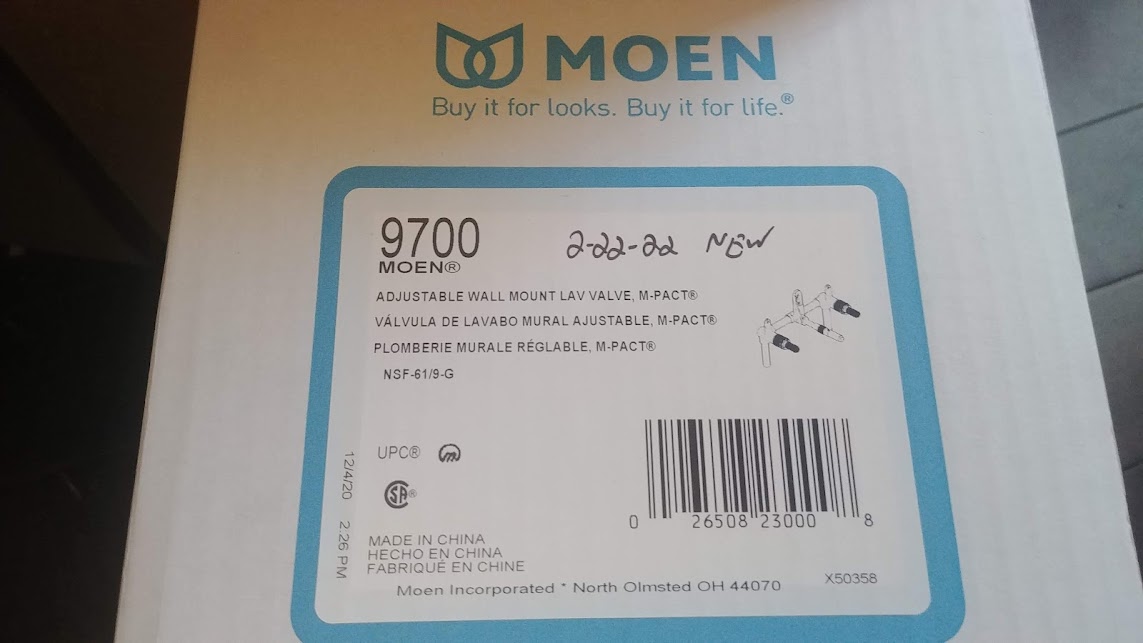 MOEN
Buy it for looks. Buy it for life.®
9700
2-22-22 NEW
MOEN®
ADJUSTABLE WALL MOUNT LAV VALVE, M-PACT®
VÁLVULA DE LAVABO MURAL AJUSTABLE, M-PACT®
PLOMBERIE MURALE RÉGLABLE, M-PACT®
NSF-61/9-G
UPC®
CSA®
12/4/20 2:26 PM
0 26508 23000 8
MADE IN CHINA
HECHO EN CHINA
FABRIQUÉ EN CHINE
Moen Incorporated * North Olmsted OH 44070
X50358